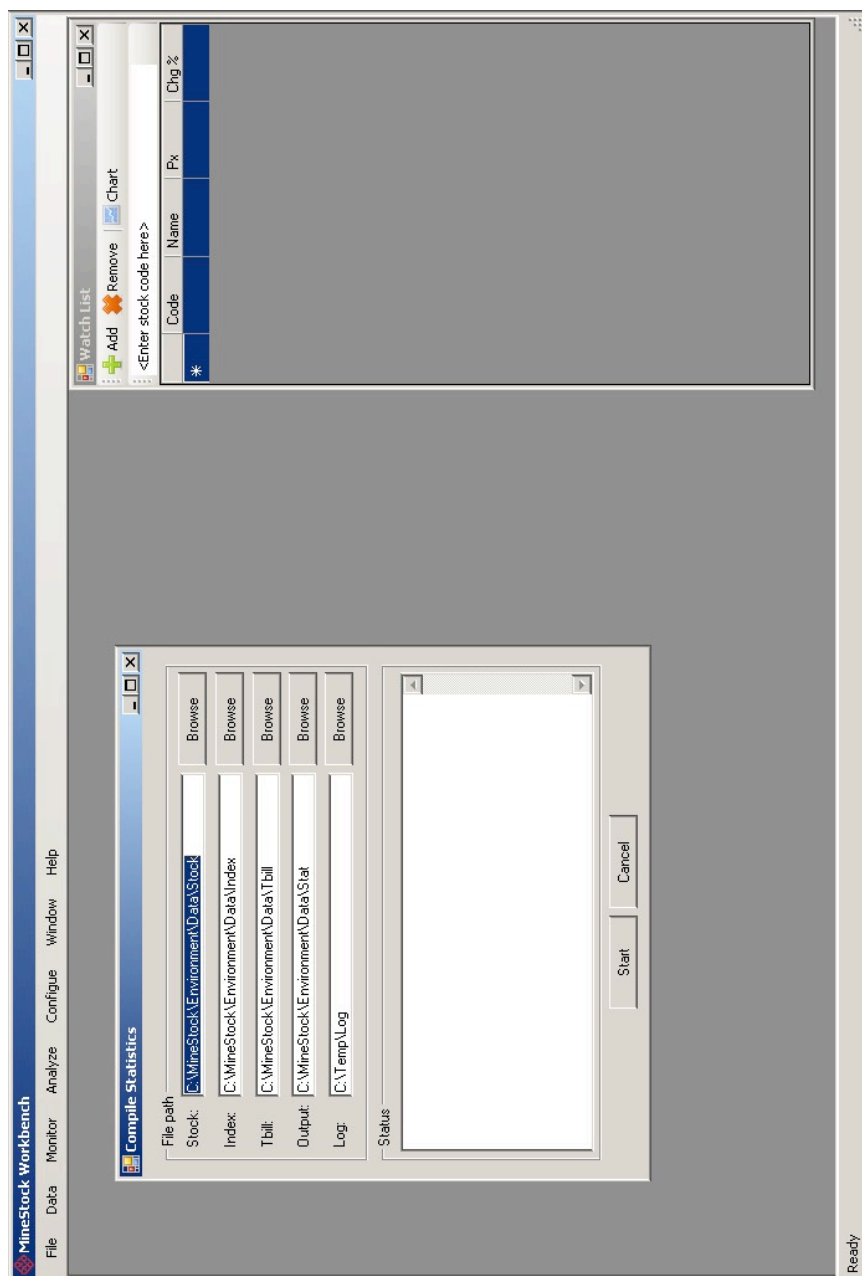 MineStock Workbench
File Data Monitor Analyze Configue Window Help
Compile Statistics
File path
Stock: C:\MineStock\Environment\Data\Stock Browse
Index: C:\MineStock\Environment\Data\Index Browse
Tbill: C:\MineStock\Environment\Data\Tbill Browse
Output: C:\MineStock\Environment\Data\Stat Browse
Log: C:\Temp\Log Browse
Status
Start Cancel
Watch List
Add Remove Chart
<Enter stock code here>
Code Name Px Chg %
*
Ready